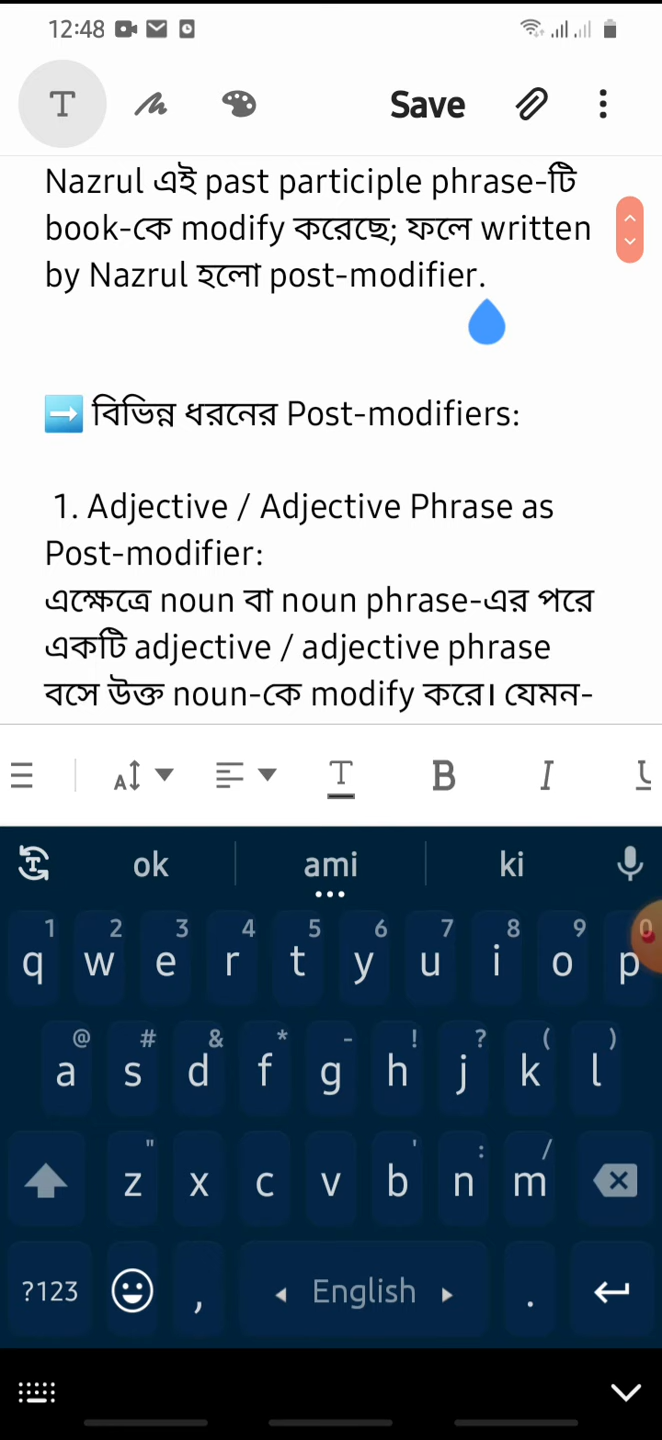 12:48
Save
Nazrul এই past participle phrase-টি
book-কে modify করেছে; ফলে written
by Nazrul হলো post-modifier.
➡️ বিভিন্ন ধরনের Post-modifiers:
1. Adjective / Adjective Phrase as
Post-modifier:
এক্ষেত্রে noun বা noun phrase-এর পরে
একটি adjective / adjective phrase
বসে উক্ত noun-কে modify করে। যেমন-
A T B I U
ok ami ki
1 2 3 4 5 6 7 8 9 0
q w e r t y u i o p
@ # & * - ! ? ( )
a s d f g h j k l
" ' : /
z x c v b n m
?123 , English .